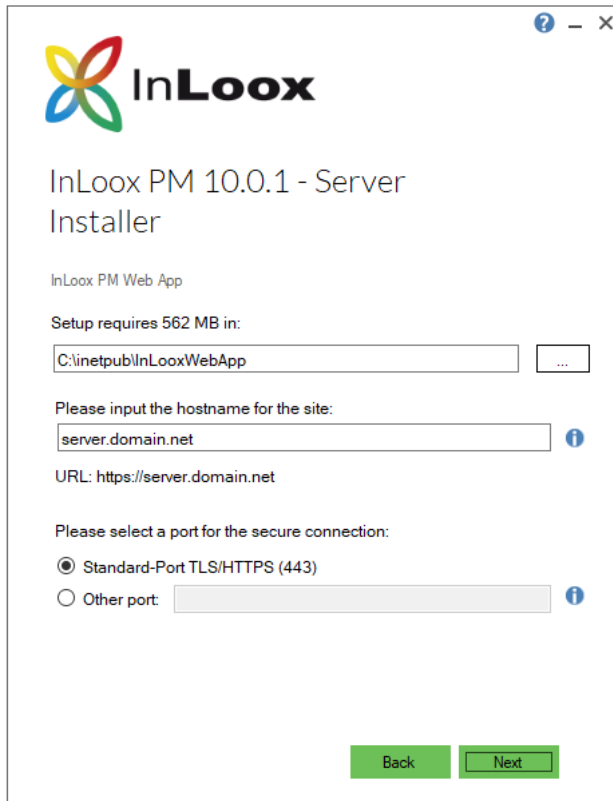 InLoox
InLoox PM 10.0.1 - Server
Installer
InLoox PM Web App
Setup requires 562 MB in:
C:\inetpub\InLooxWebApp
...
Please input the hostname for the site:
server.domain.net
URL: https://server.domain.net
Please select a port for the secure connection:
Standard-Port TLS/HTTPS (443)
Other port:
Back
Next